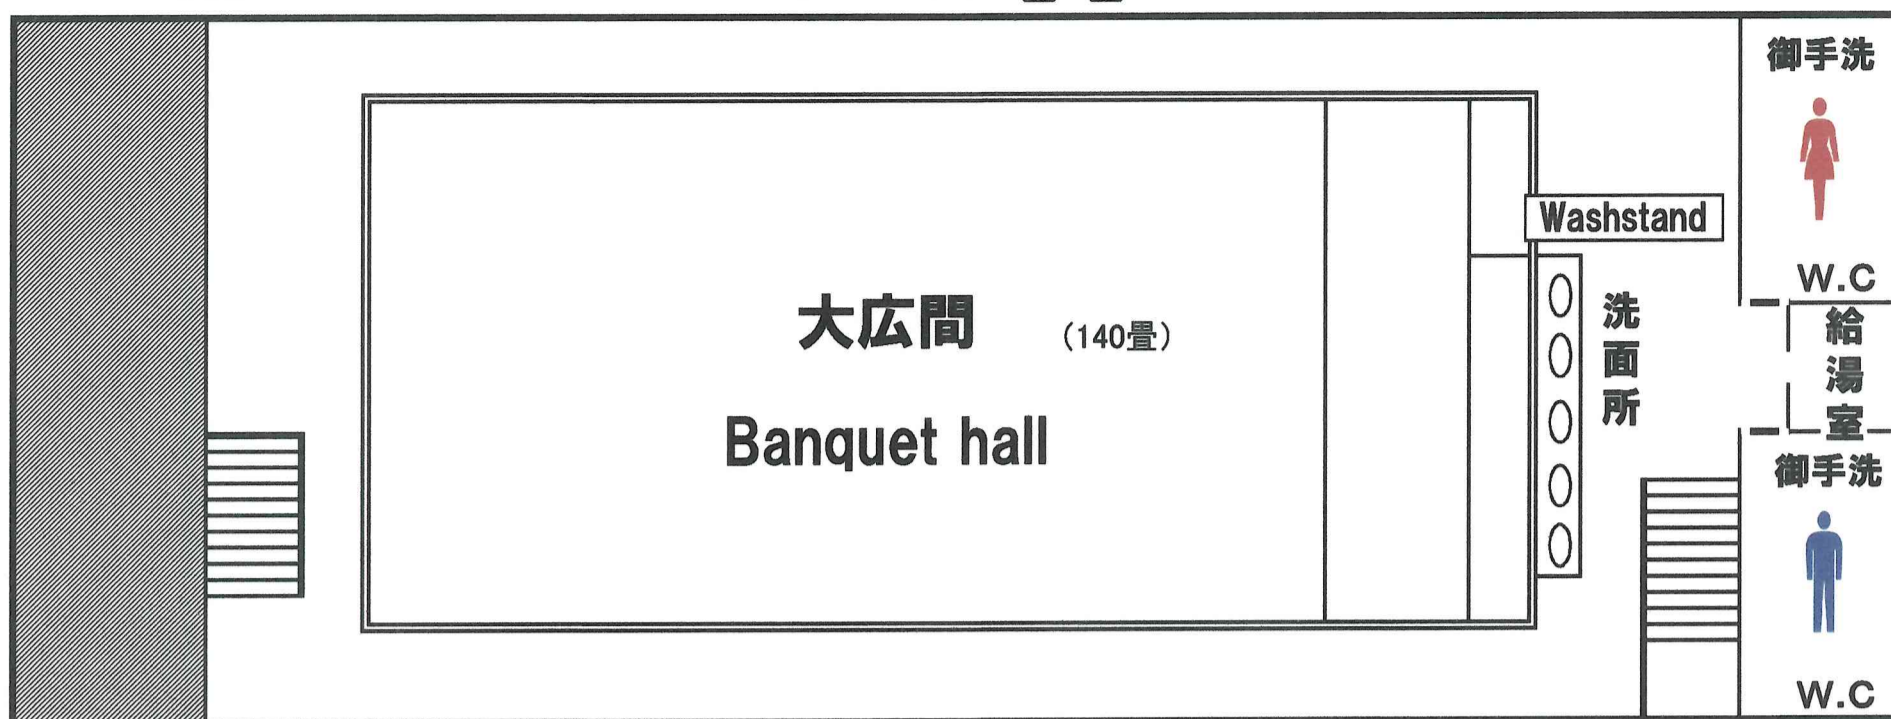 御手洗
W.C
Washstand
大広間 （140畳）
Banquet hall
洗面所
給湯室
御手洗
W.C